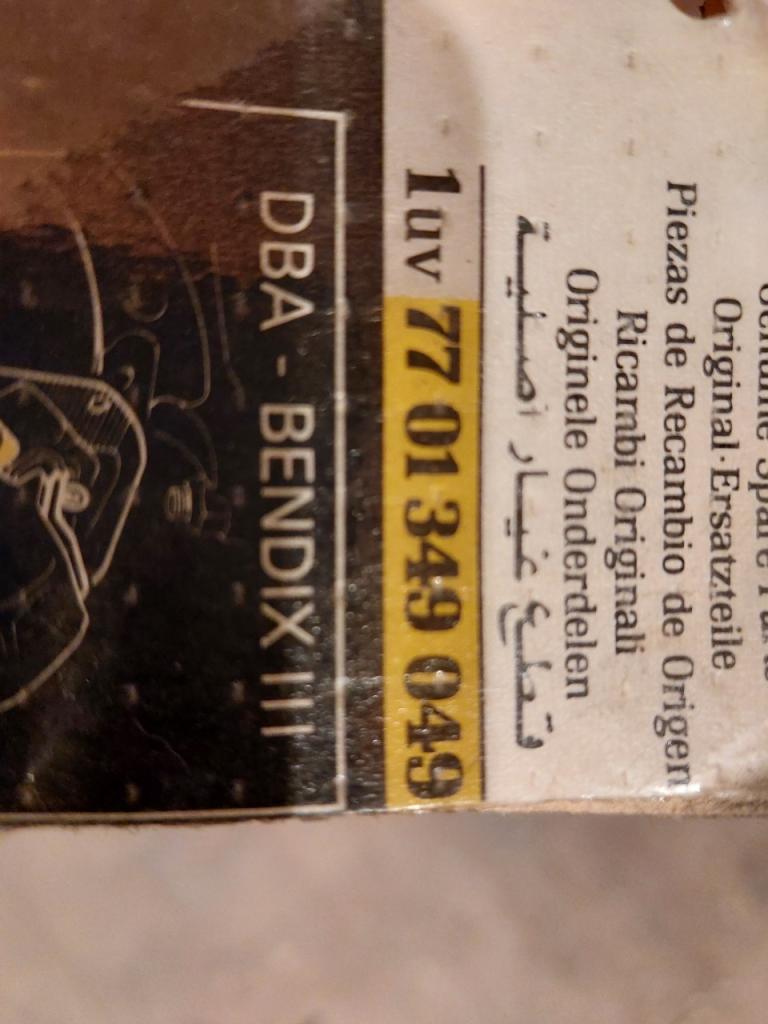 Spare
Original-Ersatzteile
Piezas de Recambio de Origen
Ricambi Originali
Originele Onderdelen
قطع غيار أصلية
1uv 77 01 349 049
DBA - BENDIX III